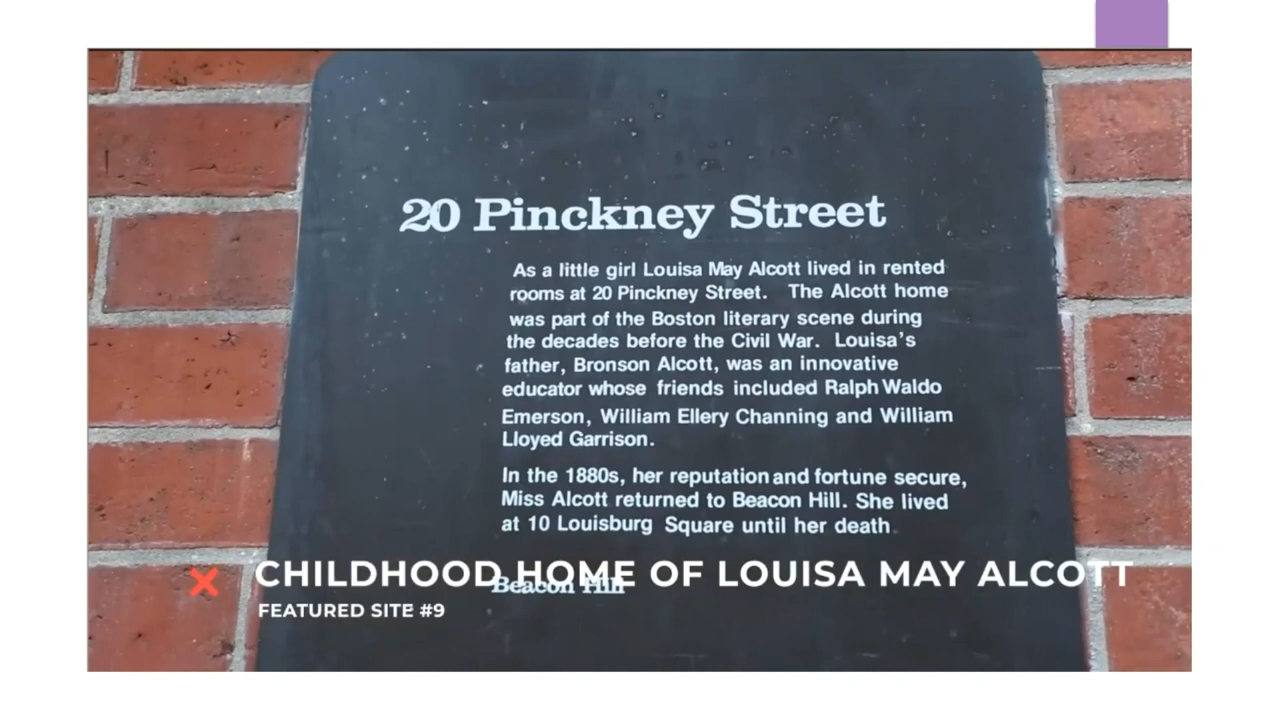 20 Pinckney Street
As a little girl Louisa May Alcott lived in rented
rooms at 20 Pinckney Street. The Alcott home
was part of the Boston literary scene during
the decades before the Civil War. Louisa's
father, Bronson Alcott, was an innovative
educator whose friends included Ralph Waldo
Emerson, William Ellery Channing and William
Lloyed Garrison.
In the 1880s, her reputation and fortune secure,
Miss Alcott returned to Beacon Hill. She lived
at 10 Louisburg Square until her death
CHILDHOOD HOME OF LOUISA MAY ALCOTT
Beacon Hill
FEATURED SITE #9